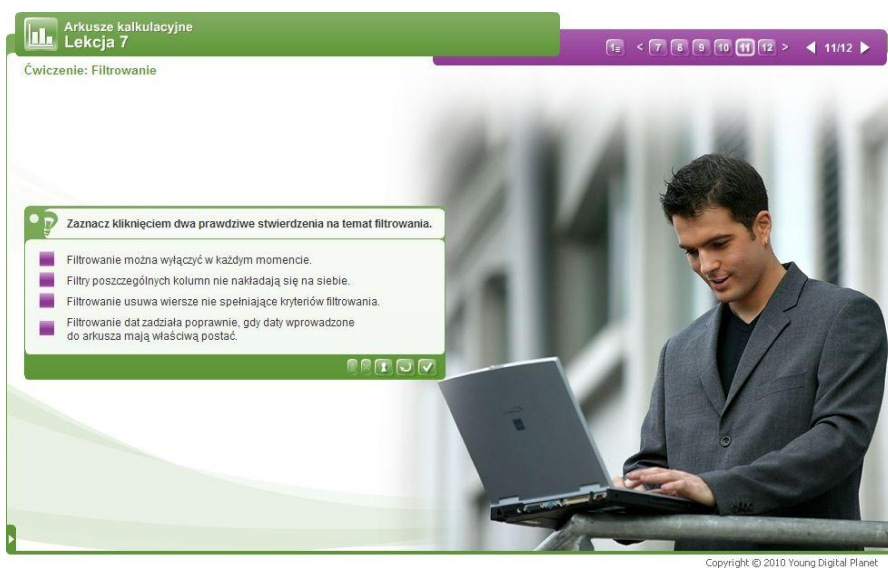 Arkusze kalkulacyjne
Lekcja 7
< 7 8 9 10 11 12 > 11/12
Ćwiczenie: Filtrowanie
Zaznacz kliknięciem dwa prawdziwe stwierdzenia na temat filtrowania.
Filtrowanie można wyłączyć w każdym momencie.
Filtry poszczególnych kolumn nie nakładają się na siebie.
Filtrowanie usuwa wiersze nie spełniające kryteriów filtrowania.
Filtrowanie dat zadziała poprawnie, gdy daty wprowadzone
do arkusza mają właściwą postać.
Copyright © 2010 Young Digital Planet